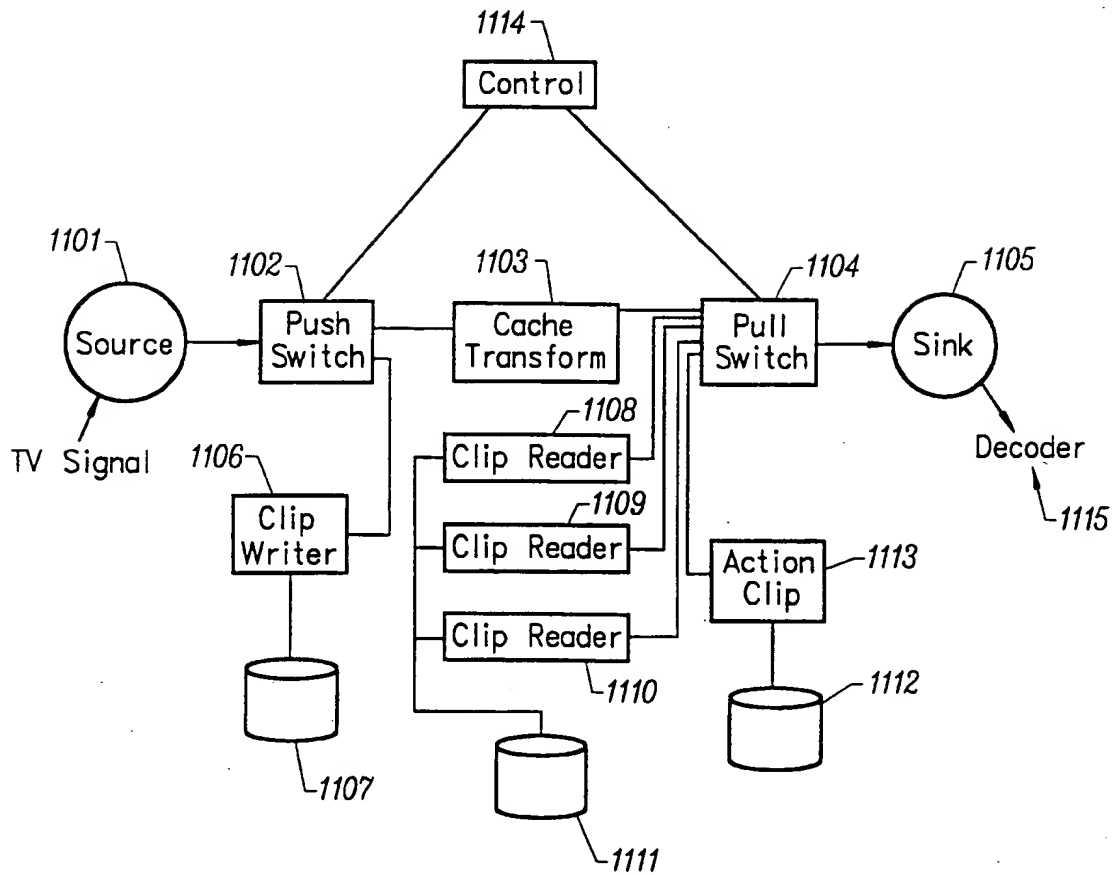 1114
Control
1101
1102
1103
1104
1105
Source
Push
Switch
Cache
Transform
Pull
Switch
Sink
TV Signal
1106
Clip
Writer
1107
1108
Clip Reader
1109
Clip Reader
Clip Reader
1110
1111
Decoder
1115
Action
Clip
1113
1112